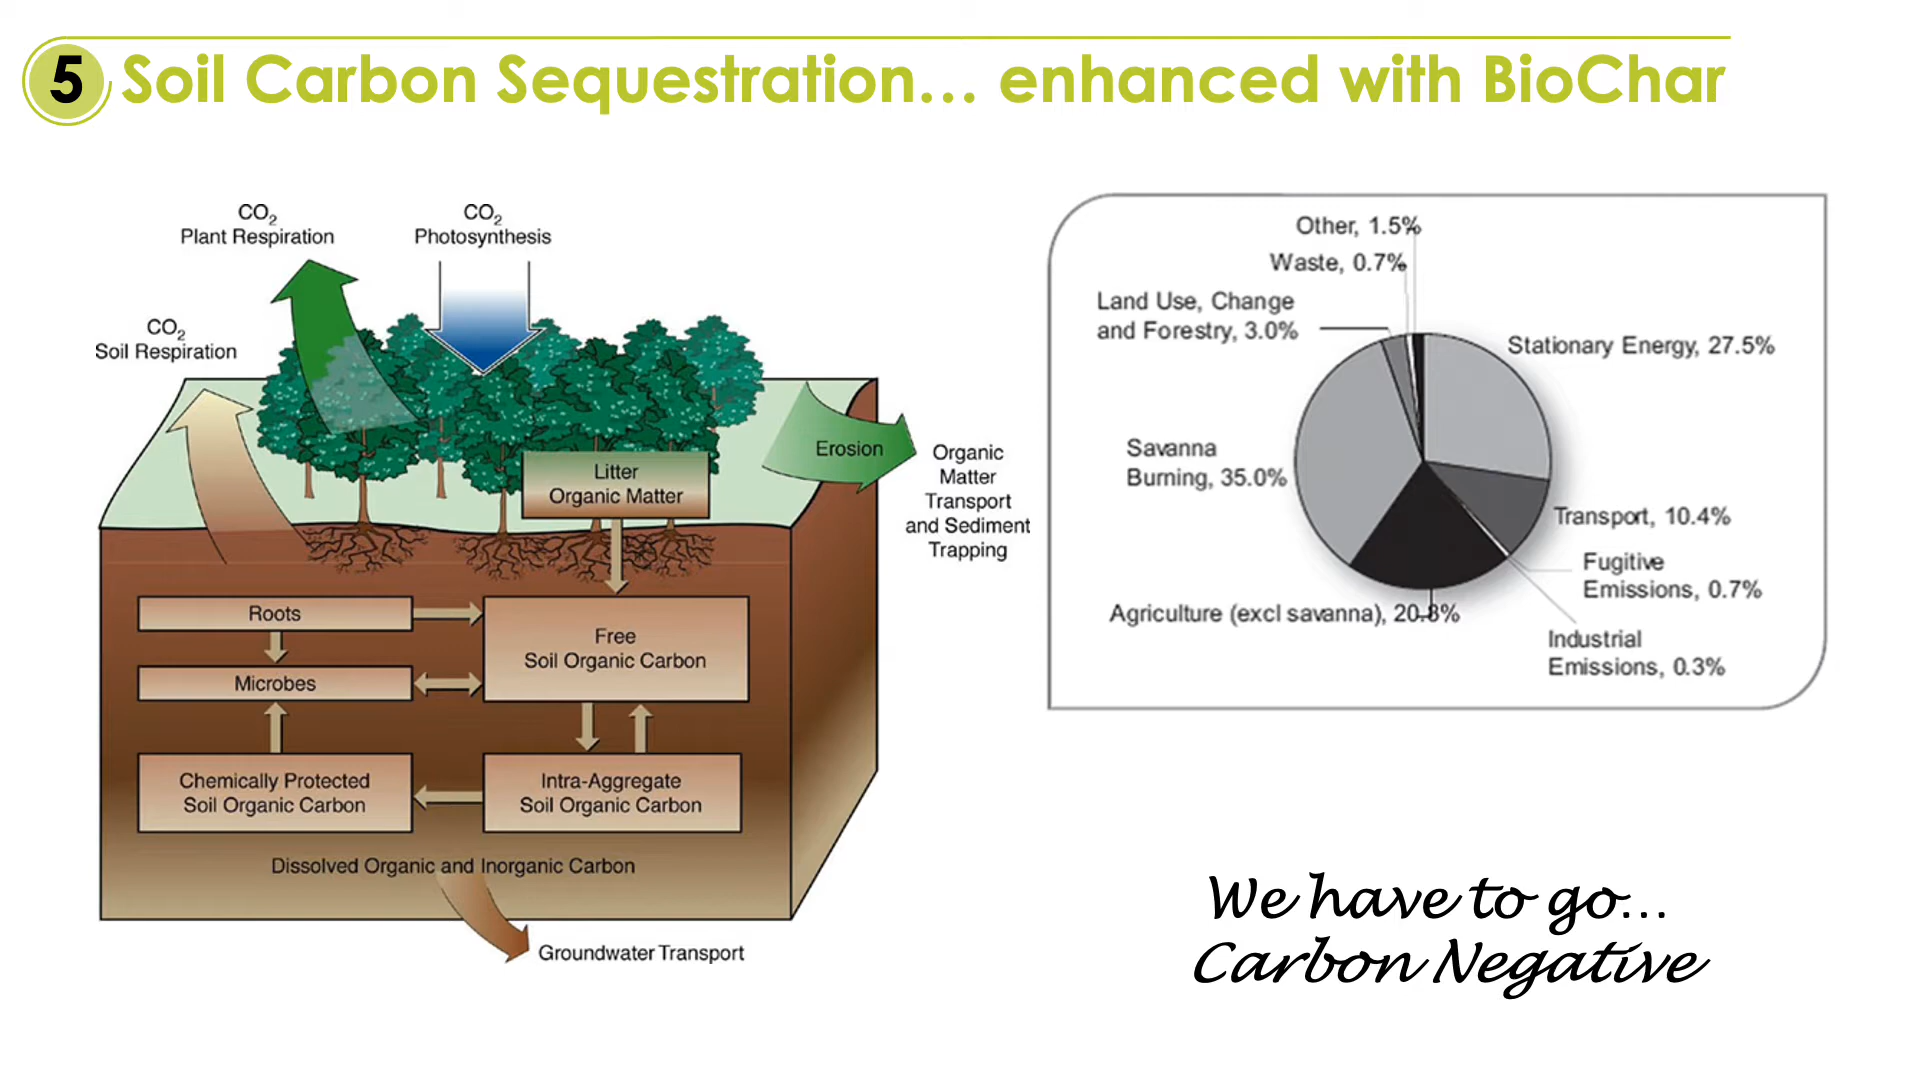 5 Soil Carbon Sequestration... enhanced with BioChar
CO2
Plant Respiration
CO2
Photosynthesis
CO2
Soil Respiration
Erosion
Organic
Matter
Transport
and Sediment
Trapping
Litter
Organic Matter
Roots
Free
Soil Organic Carbon
Microbes
Chemically Protected
Soil Organic Carbon
Intra-Aggregate
Soil Organic Carbon
Dissolved Organic and Inorganic Carbon
Groundwater Transport
Other, 1.5%
Waste, 0.7%
Land Use, Change
and Forestry, 3.0%
Stationary Energy, 27.5%
Savanna
Burning, 35.0%
Transport, 10.4%
Fugitive
Emissions, 0.7%
Agriculture (excl savanna), 20.8%
Industrial
Emissions, 0.3%
We have to go...
Carbon Negative